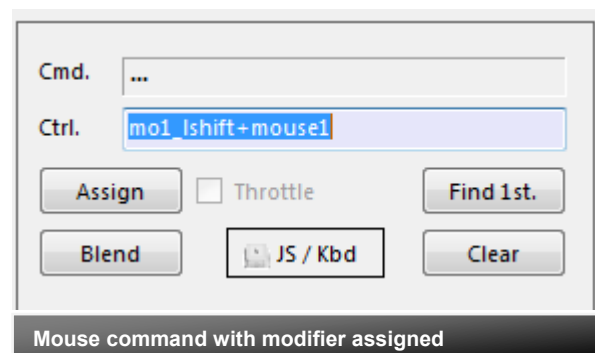 Cmd. ...
Ctrl. mo1_lshift+mouse1
Assign Throttle Find 1st.
Blend JS / Kbd Clear
Mouse command with modifier assigned